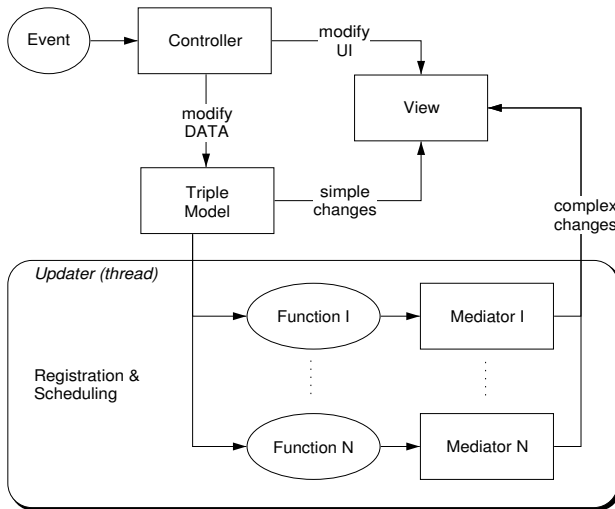 Event
Controller
modify
UI
View
modify
DATA
Triple
Model
simple
changes
complex
changes
Updater (thread)
Function I
Mediator I
Registration &
Scheduling
Function N
Mediator N